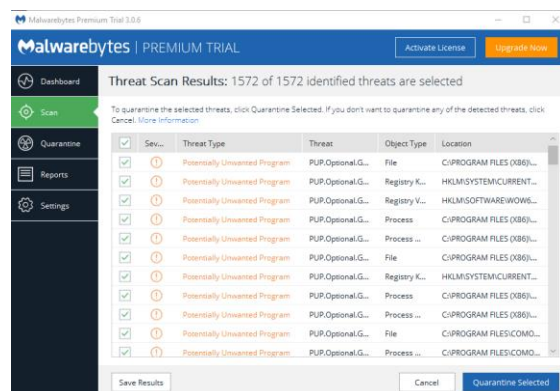 Malwarebytes Premium Trial 3.0.6
Malwarebytes | PREMIUM TRIAL
Activate License
Upgrade Now
Dashboard
Scan
Quarantine
Reports
Settings
Threat Scan Results: 1572 of 1572 identified threats are selected
To quarantine the selected threats, click Quarantine Selected. If you don't want to quarantine any of the detected threats, click
Cancel. More Information
Sev... Threat Type Threat Object Type Location
Potentially Unwanted Program PUP.Optional.G... File C:\PROGRAM FILES (X86)\...
Potentially Unwanted Program PUP.Optional.G... Registry K... HKLM\SYSTEM\CURRENT...
Potentially Unwanted Program PUP.Optional.G... Registry V... HKLM\SOFTWARE\WOW6...
Potentially Unwanted Program PUP.Optional.G... Process C:\PROGRAM FILES (X86)\...
Potentially Unwanted Program PUP.Optional.G... Process ... C:\PROGRAM FILES (X86)\...
Potentially Unwanted Program PUP.Optional.G... File C:\PROGRAM FILES (X86)\...
Potentially Unwanted Program PUP.Optional.G... Registry K... HKLM\SYSTEM\CURRENT...
Potentially Unwanted Program PUP.Optional.G... Process C:\PROGRAM FILES (X86)\...
Potentially Unwanted Program PUP.Optional.G... Process ... C:\PROGRAM FILES (X86)\...
Potentially Unwanted Program PUP.Optional.G... File C:\PROGRAM FILES\COMO...
Potentially Unwanted Program PUP.Optional.G... Process ... C:\PROGRAM FILES\COMO...
Save Results
Cancel
Quarantine Selected